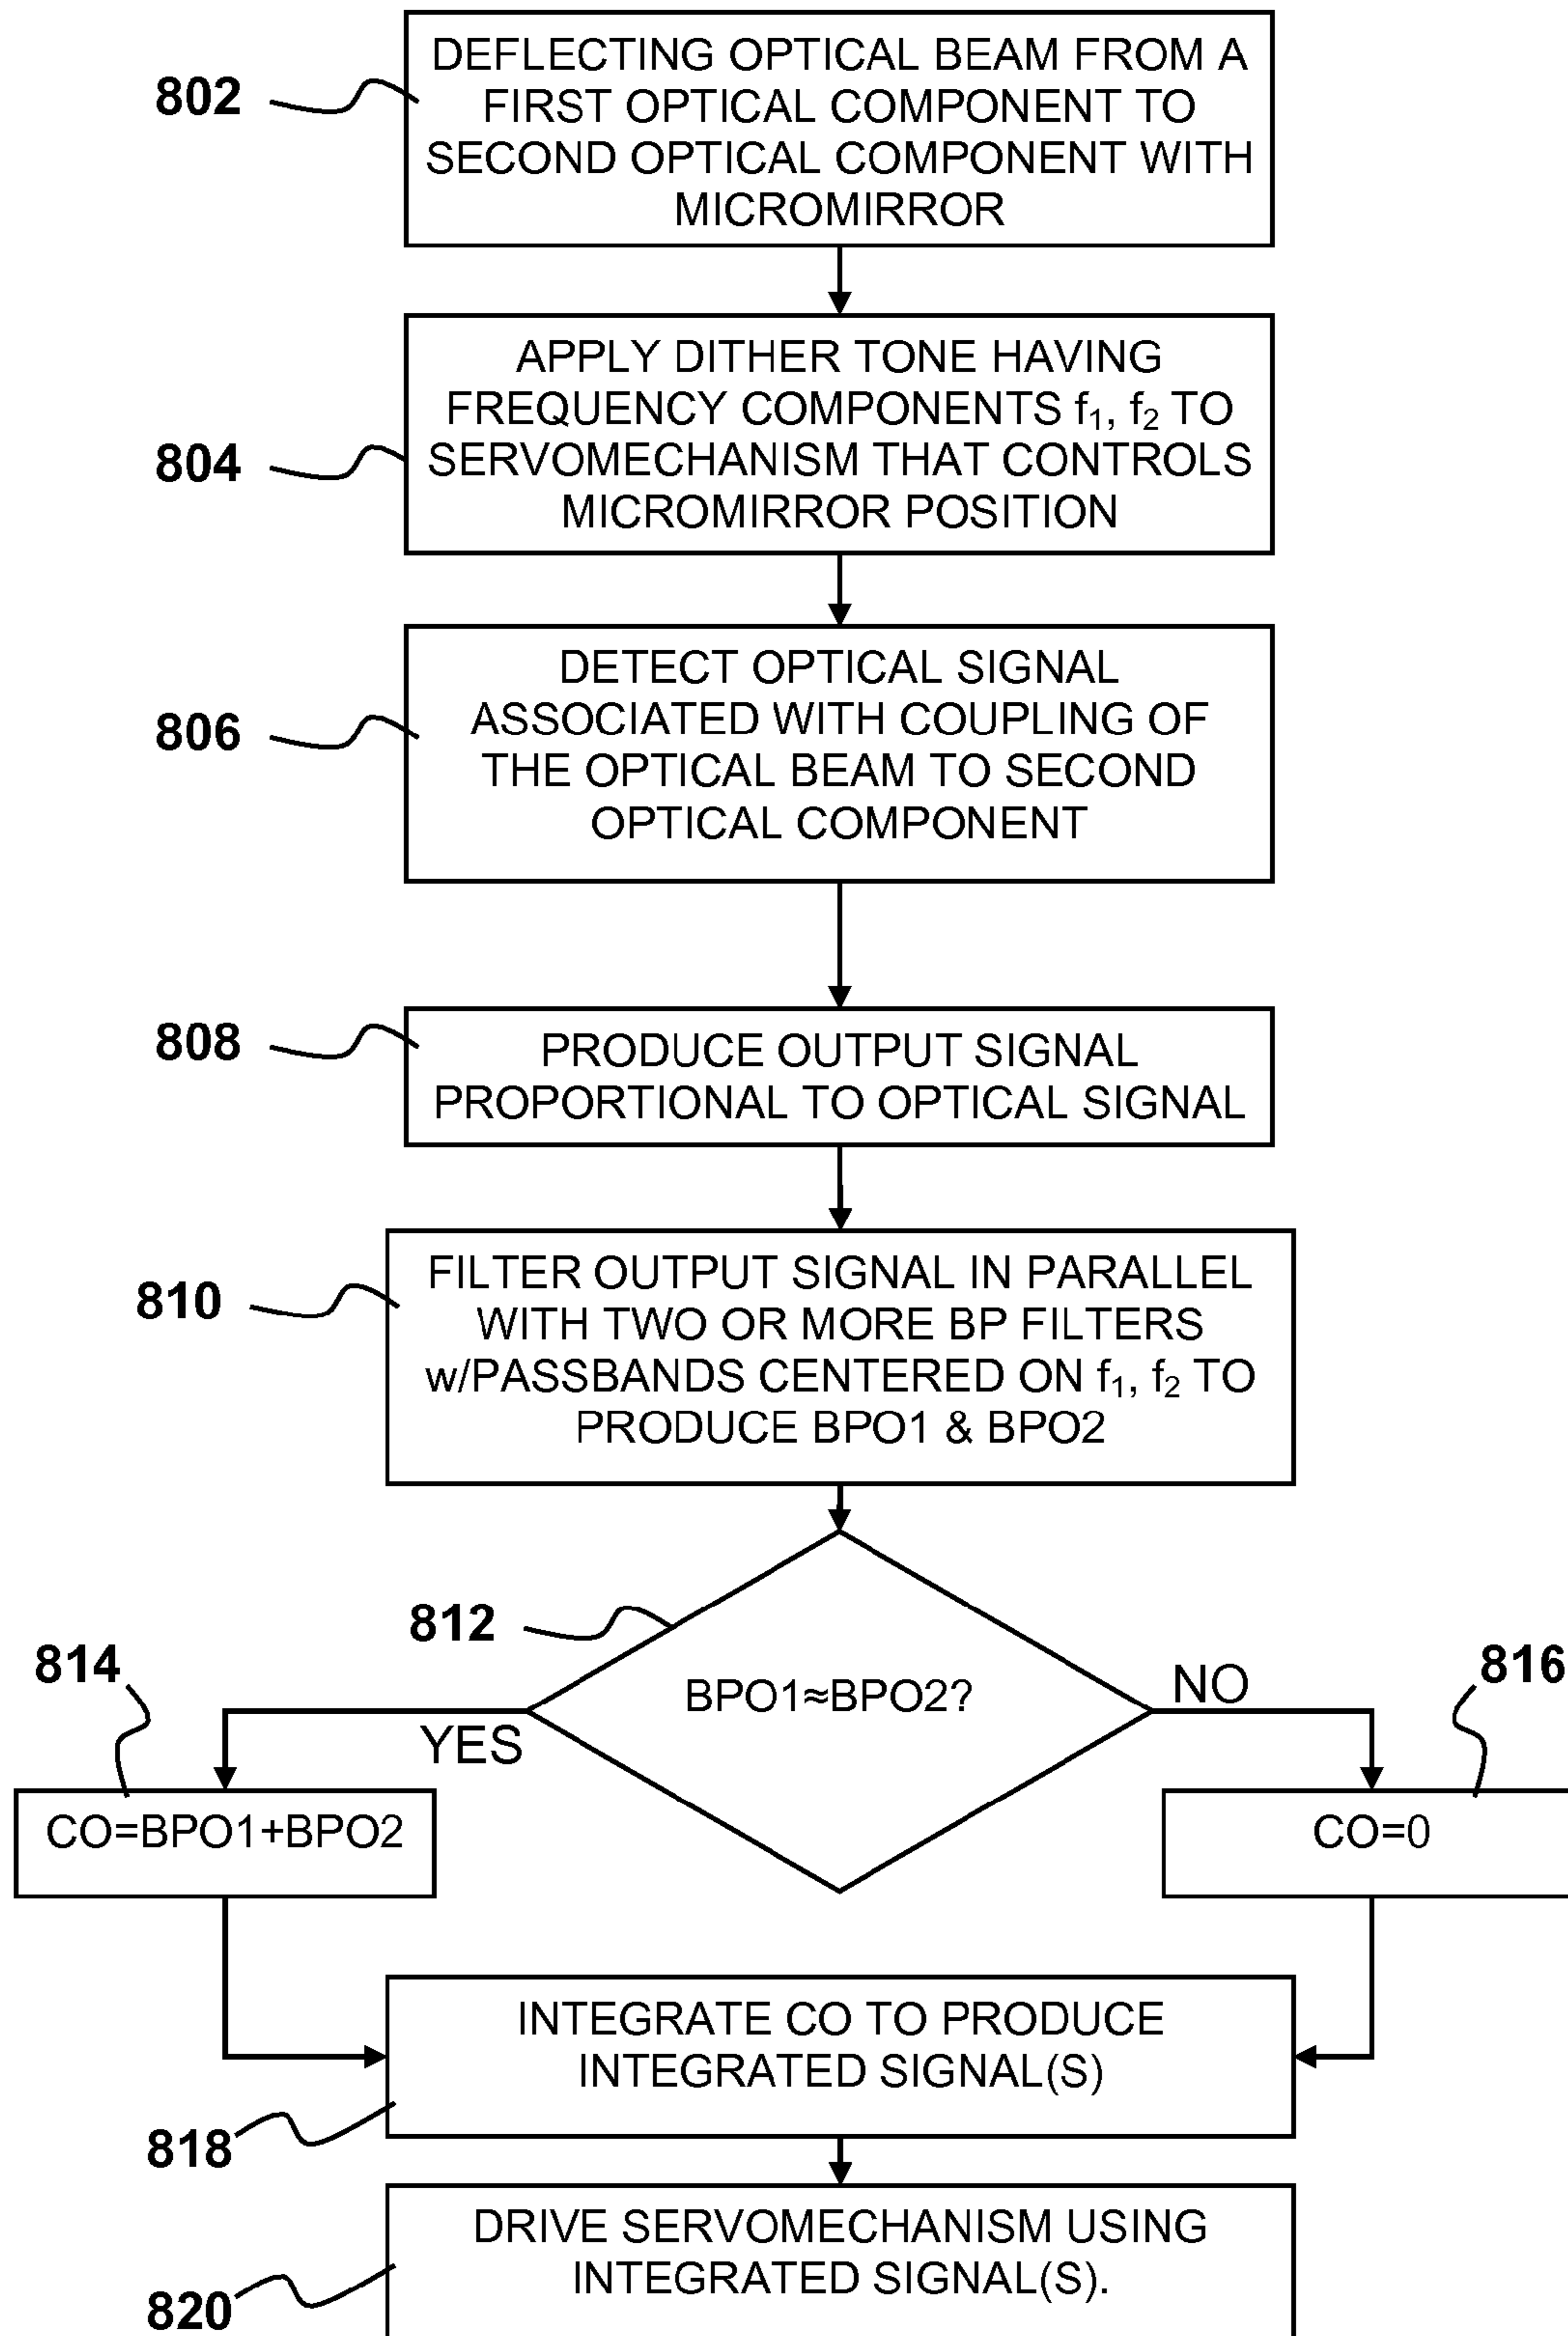 802
DEFLECTING OPTICAL BEAM FROM A
FIRST OPTICAL COMPONENT TO
SECOND OPTICAL COMPONENT WITH
MICROMIRROR
804
APPLY DITHER TONE HAVING
FREQUENCY COMPONENTS f₁, f₂ TO
SERVOMECHANISM THAT CONTROLS
MICROMIRROR POSITION
806
DETECT OPTICAL SIGNAL
ASSOCIATED WITH COUPLING OF
THE OPTICAL BEAM TO SECOND
OPTICAL COMPONENT
808
PRODUCE OUTPUT SIGNAL
PROPORTIONAL TO OPTICAL SIGNAL
810
FILTER OUTPUT SIGNAL IN PARALLEL
WITH TWO OR MORE BP FILTERS
w/PASSBANDS CENTERED ON f₁, f₂ TO
PRODUCE BPO1 & BPO2
812
BPO1≈BPO2?
YES
NO
814
CO=BPO1+BPO2
816
CO=0
818
INTEGRATE CO TO PRODUCE
INTEGRATED SIGNAL(S)
820
DRIVE SERVOMECHANISM USING
INTEGRATED SIGNAL(S).